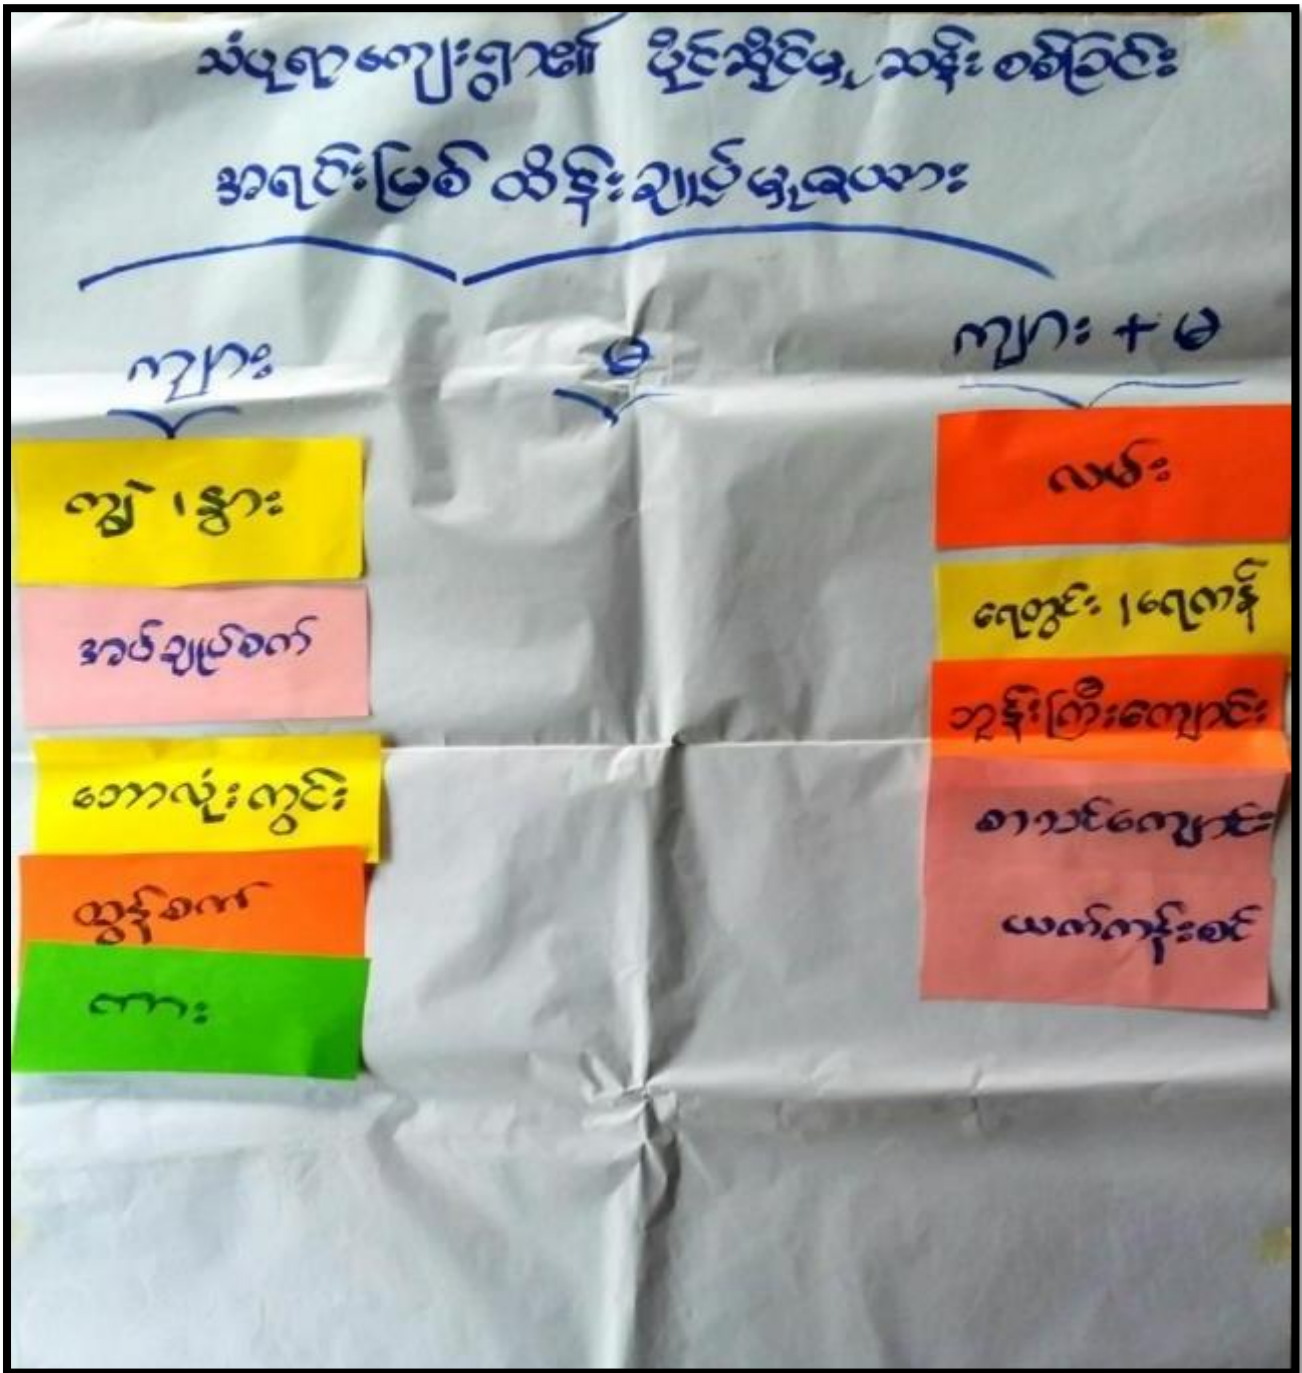 သံပုရာကျေးရွာ၏ ပိုင်ဆိုင်မှု ဆန်းစစ်ခြင်း
အရင်းမြစ် ထိန်းချုပ်မှုဇယား
ကျား
မ
ကျား + မ
ကျွဲ ၊ နွား
အပ်ချုပ်စက်
ဘောလုံးကွင်း
ထွန်စက်
ကား
လမ်း
ရေတွင်း ၊ ရေကန်
ဘုန်းကြီးကျောင်း
စာသင်ကျောင်း
ယက်ကန်းစင်